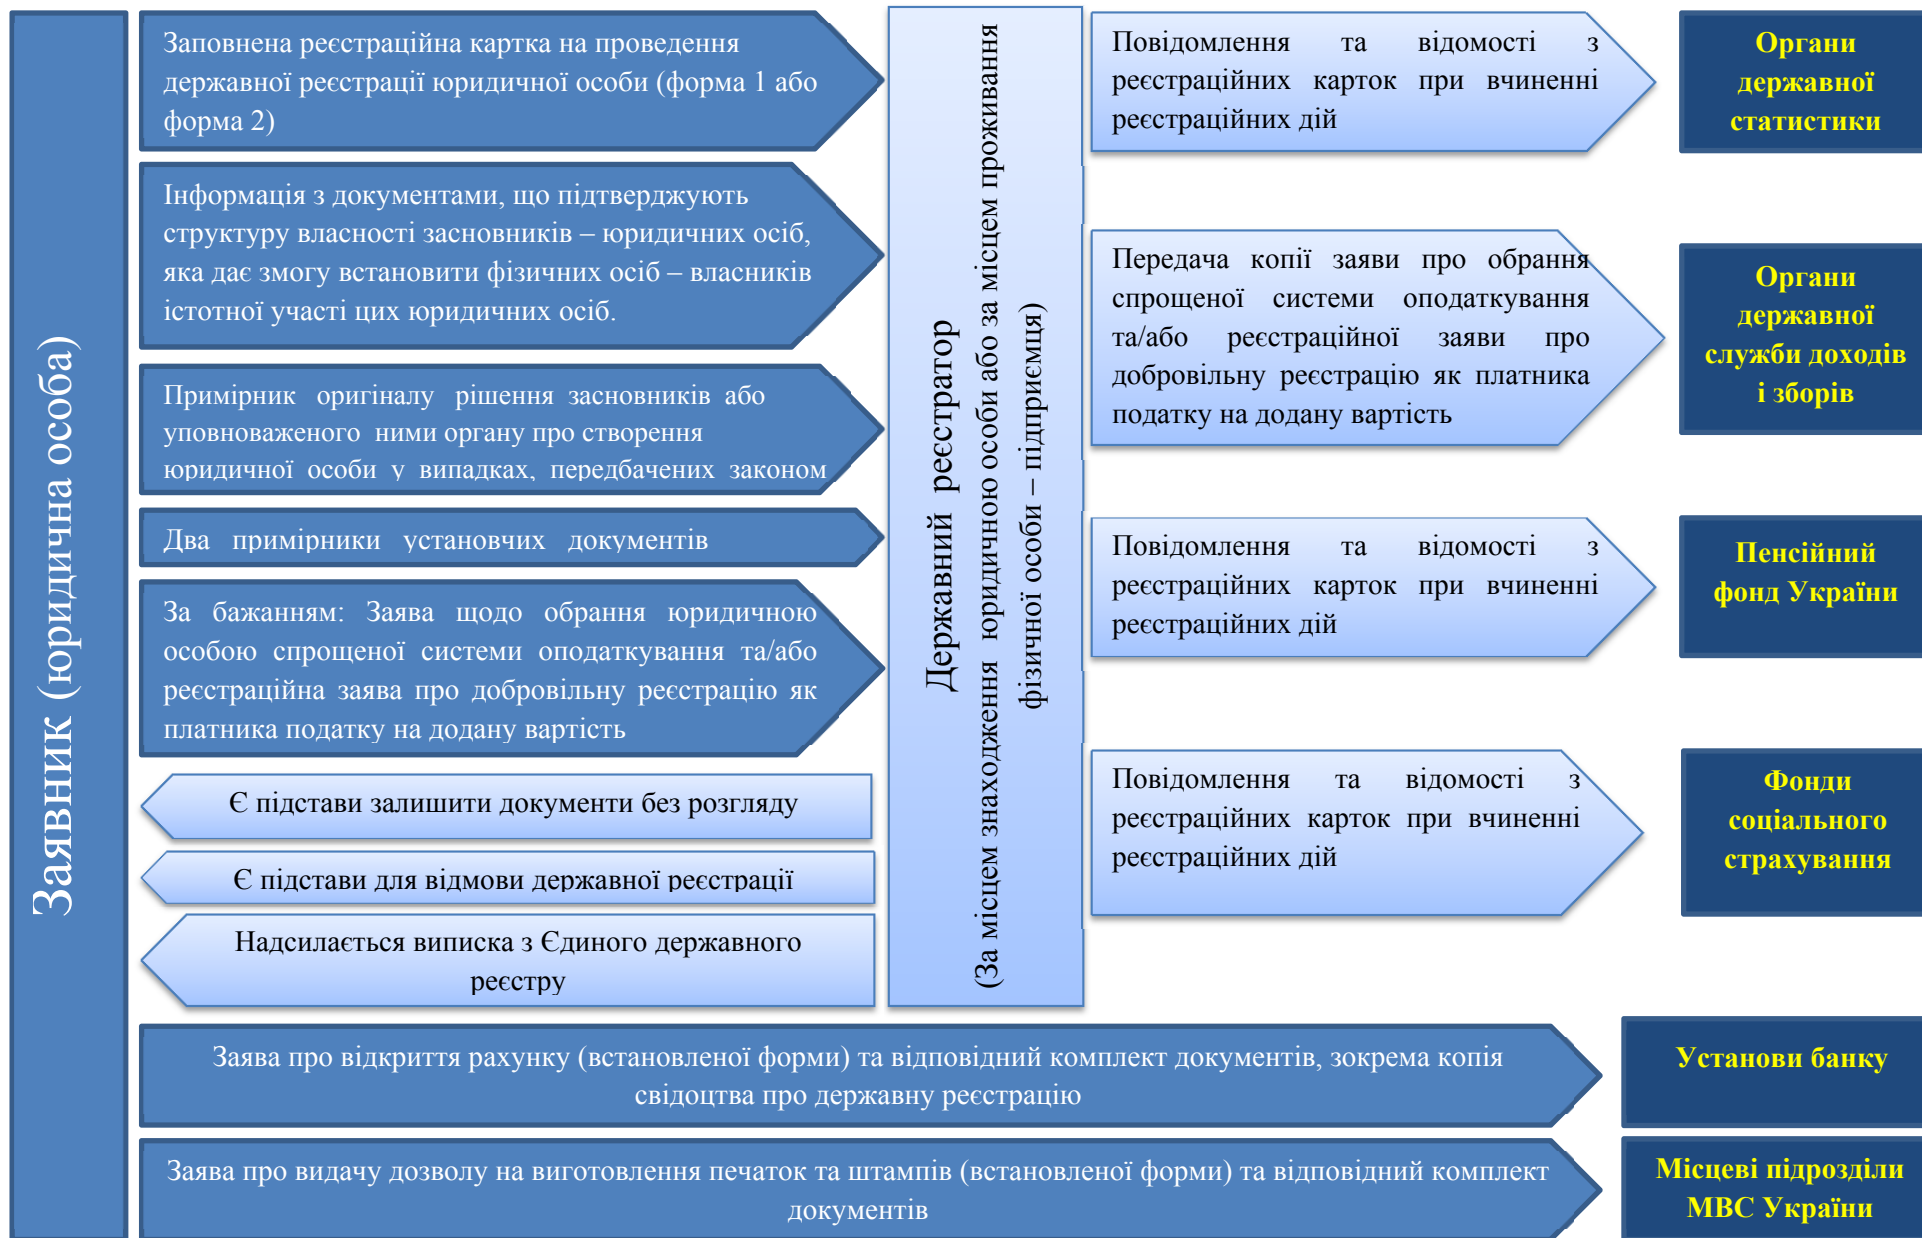 Заявник (юридична особа)
Заповнена реєстраційна картка на проведення
державної реєстрації юридичної особи (форма 1 або
форма 2)
Інформація з документами, що підтверджують
структуру власності засновників – юридичних осіб,
яка дає змогу встановити фізичних осіб – власників
істотної участі цих юридичних осіб.
Примірник оригіналу рішення засновників або
уповноваженого ними органу про створення
юридичної особи у випадках, передбачених законом
Два примірники установчих документів
За бажанням: Заява щодо обрання юридичною
особою спрощеної системи оподаткування та/або
реєстраційна заява про добровільну реєстрацію як
платника податку на додану вартість
Є підстави залишити документи без розгляду
Є підстави для відмови державної реєстрації
Надсилається виписка з Єдиного державного
реєстру
Державний реєстратор
(За місцем знаходження юридичною особи або за місцем проживання
фізичної особи – підприємця)
Повідомлення та відомості з
реєстраційних карток при вчиненні
реєстраційних дій
Органи
державної
статистики
Передача копії заяви про обрання
спрощеної системи оподаткування
та/або реєстраційної заяви про
добровільну реєстрацію як платника
податку на додану вартість
Органи
державної
служби доходів
і зборів
Повідомлення та відомості з
реєстраційних карток при вчиненні
реєстраційних дій
Пенсійний
фонд України
Повідомлення та відомості з
реєстраційних карток при вчиненні
реєстраційних дій
Фонди
соціального
страхування
Заява про відкриття рахунку (встановленої форми) та відповідний комплект документів, зокрема копія
свідоцтва про державну реєстрацію
Установи банку
Заява про видачу дозволу на виготовлення печаток та штампів (встановленої форми) та відповідний комплект
документів
Місцеві підрозділи
МВС України